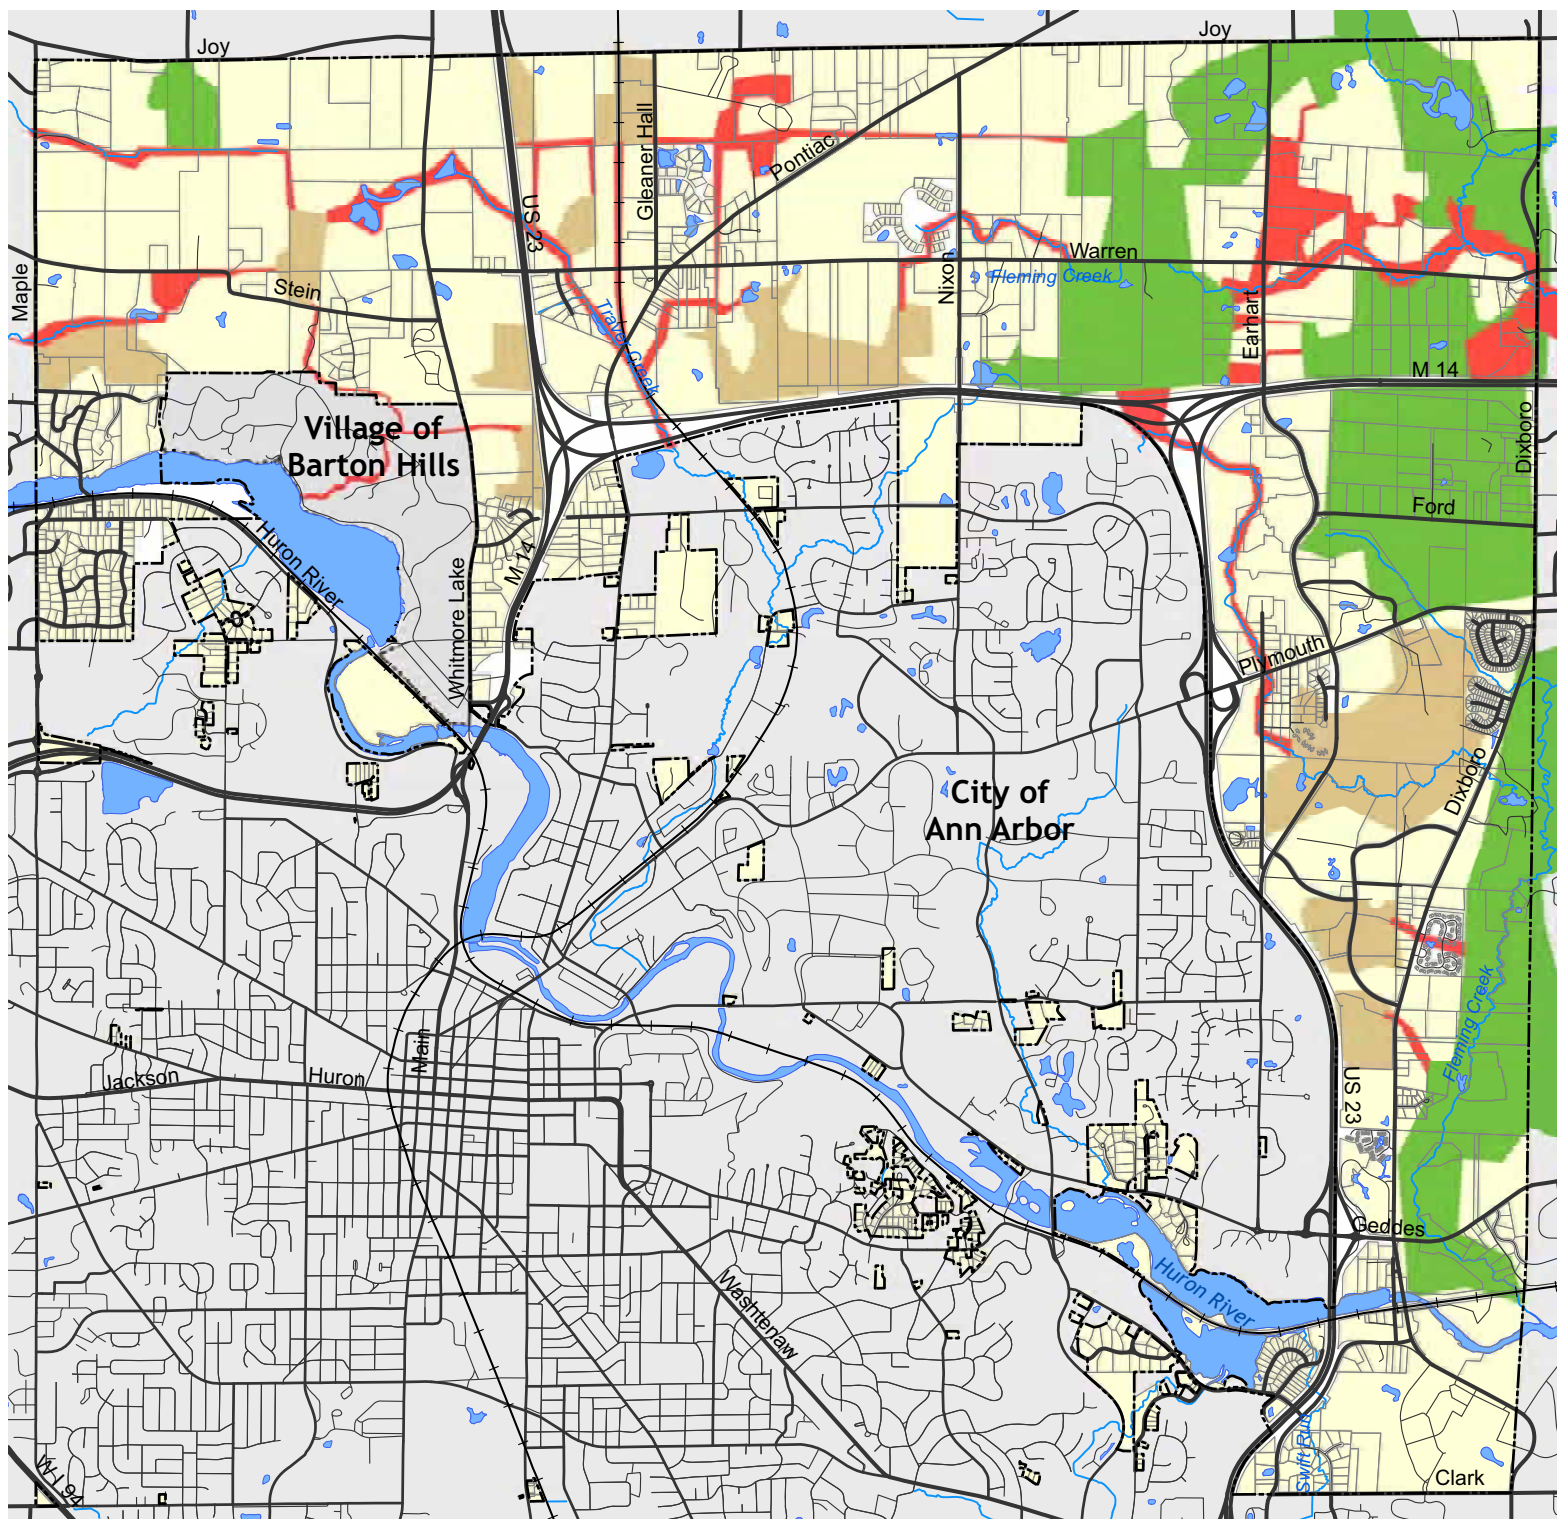 Joy
Joy
Gleaner Hall
Pontiac
US 23
Maple
Stein
Nixon
Warren
Fleming Creek
Traver Creek
Earhart
M 14
Village of
Barton Hills
Dixboro
Ford
Huron River
M 14
Whitmore Lake
Plymouth
Dixboro
City of
Ann Arbor
Fleming Creek
Main
Jackson
Huron
US 23
Geddes
Huron River
Washtenaw
Swift Run
Clark
W I 94